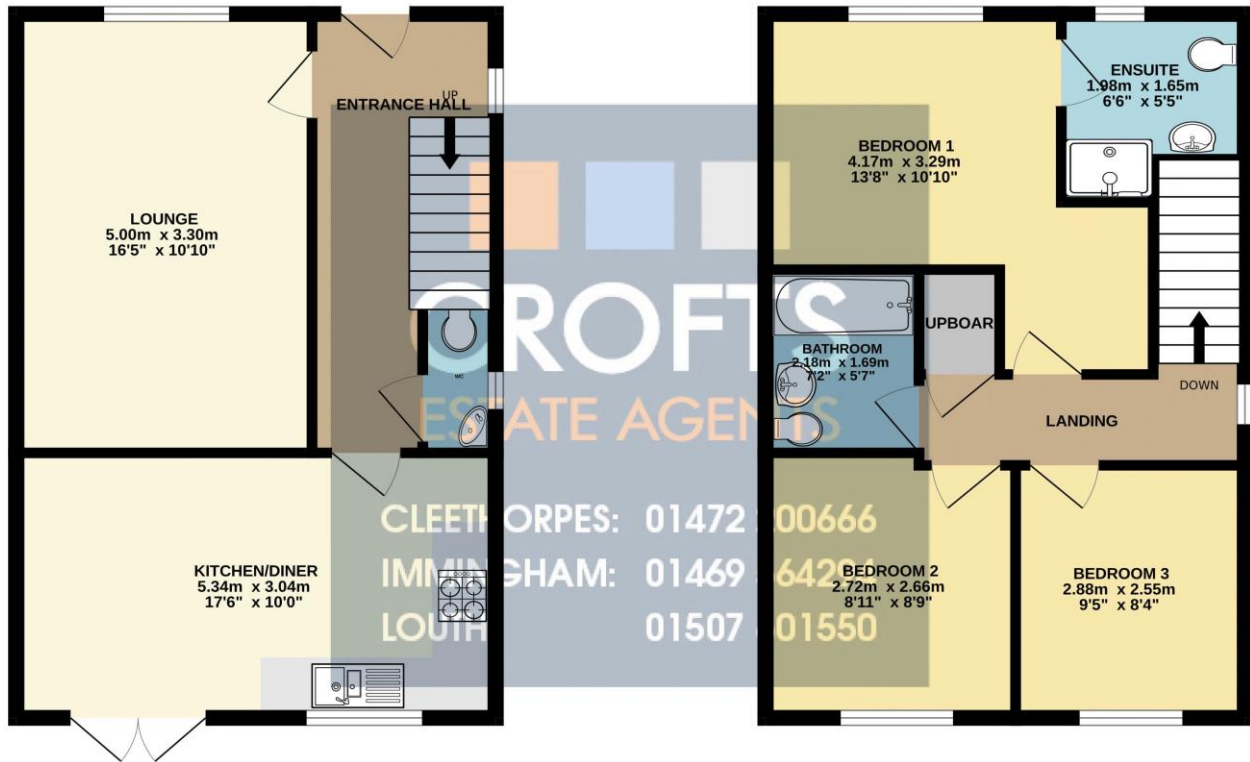 LOUNGE
5.00m x 3.30m
16'5" x 10'10"
ENTRANCE HALL
UP
WC
KITCHEN/DINER
5.34m x 3.04m
17'6" x 10'0"
BEDROOM 1
4.17m x 3.29m
13'8" x 10'10"
ENSUITE
1.98m x 1.65m
6'6" x 5'5"
BATHROOM
2.18m x 1.69m
7'2" x 5'7"
UPBOAR
LANDING
DOWN
BEDROOM 2
2.72m x 2.66m
8'11" x 8'9"
BEDROOM 3
2.88m x 2.55m
9'5" x 8'4"
CROFTS
ESTATE AGENTS
CLEETHORPES: 01472
IMMINGHAM: 01469
LOUTH 01507